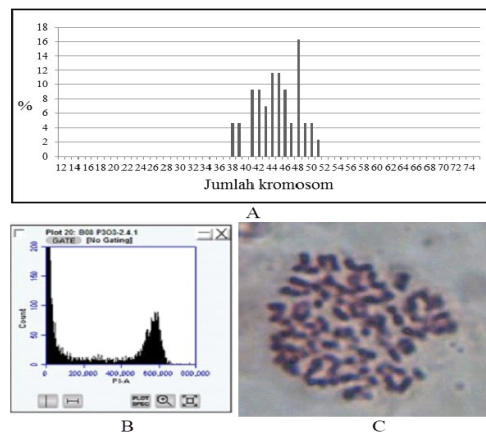 18
16
14
12
10
8
6
4
2
0
%
12 14 16 18 20 22 24 26 28 30 32 34 36 38 40 42 44 46 48 50 52 54 56 58 60 62 64 66 68 70 72 74
Jumlah kromosom
A
Plot 20: B08 P3O3-2.4.1
GATE [No Gating]
200
150
100
50
0
Count
0 200,000 400,000 600,000 800,000
PI-A
PLOT
SPEC
B
C